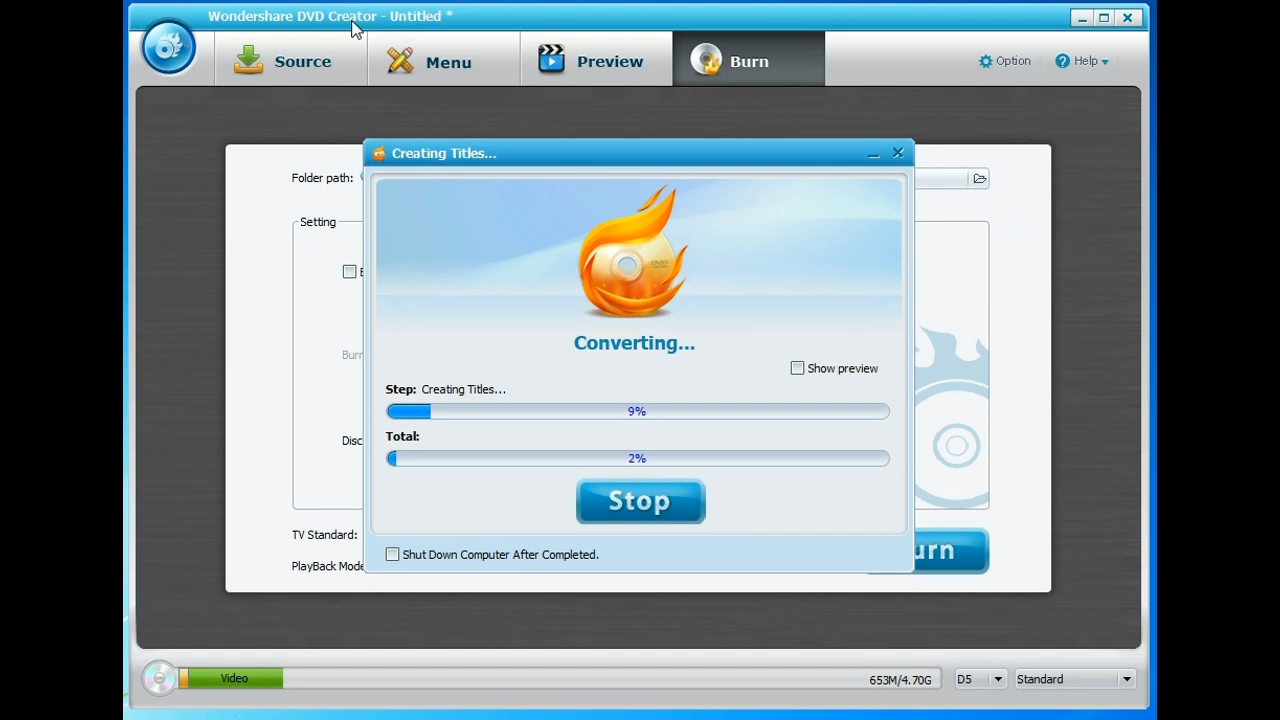 Wondershare DVD Creator - Untitled *
Source
Menu
Preview
Burn
Option
Help
Creating Titles...
Folder path:
Setting
Converting...
Show preview
Step: Creating Titles...
9%
Total:
2%
Stop
Shut Down Computer After Completed.
Burn
Disc
TV Standard:
PlayBack Mode
urn
Video
653M/4.70G
D5
Standard